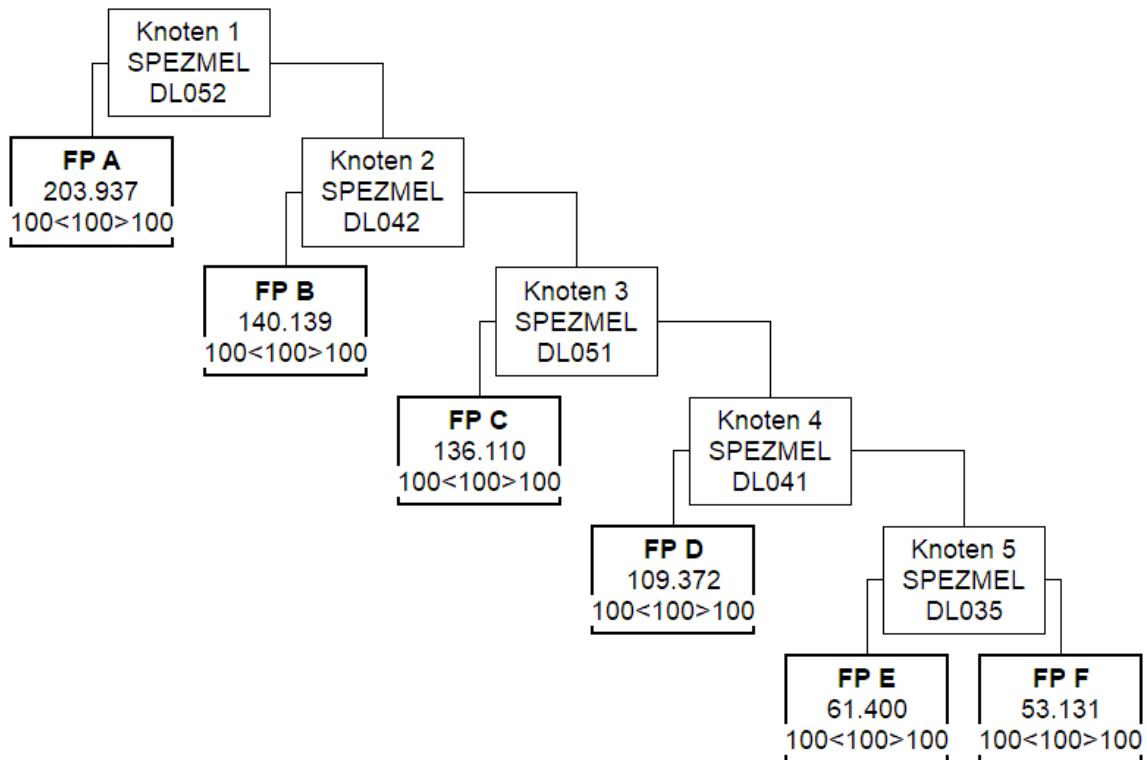 Knoten 1
SPEZMEL
DL052
FP A
203.937
100<100>100
Knoten 2
SPEZMEL
DL042
FP B
140.139
100<100>100
Knoten 3
SPEZMEL
DL051
FP C
136.110
100<100>100
Knoten 4
SPEZMEL
DL041
FP D
109.372
100<100>100
Knoten 5
SPEZMEL
DL035
FP E
61.400
100<100>100
FP F
53.131
100<100>100